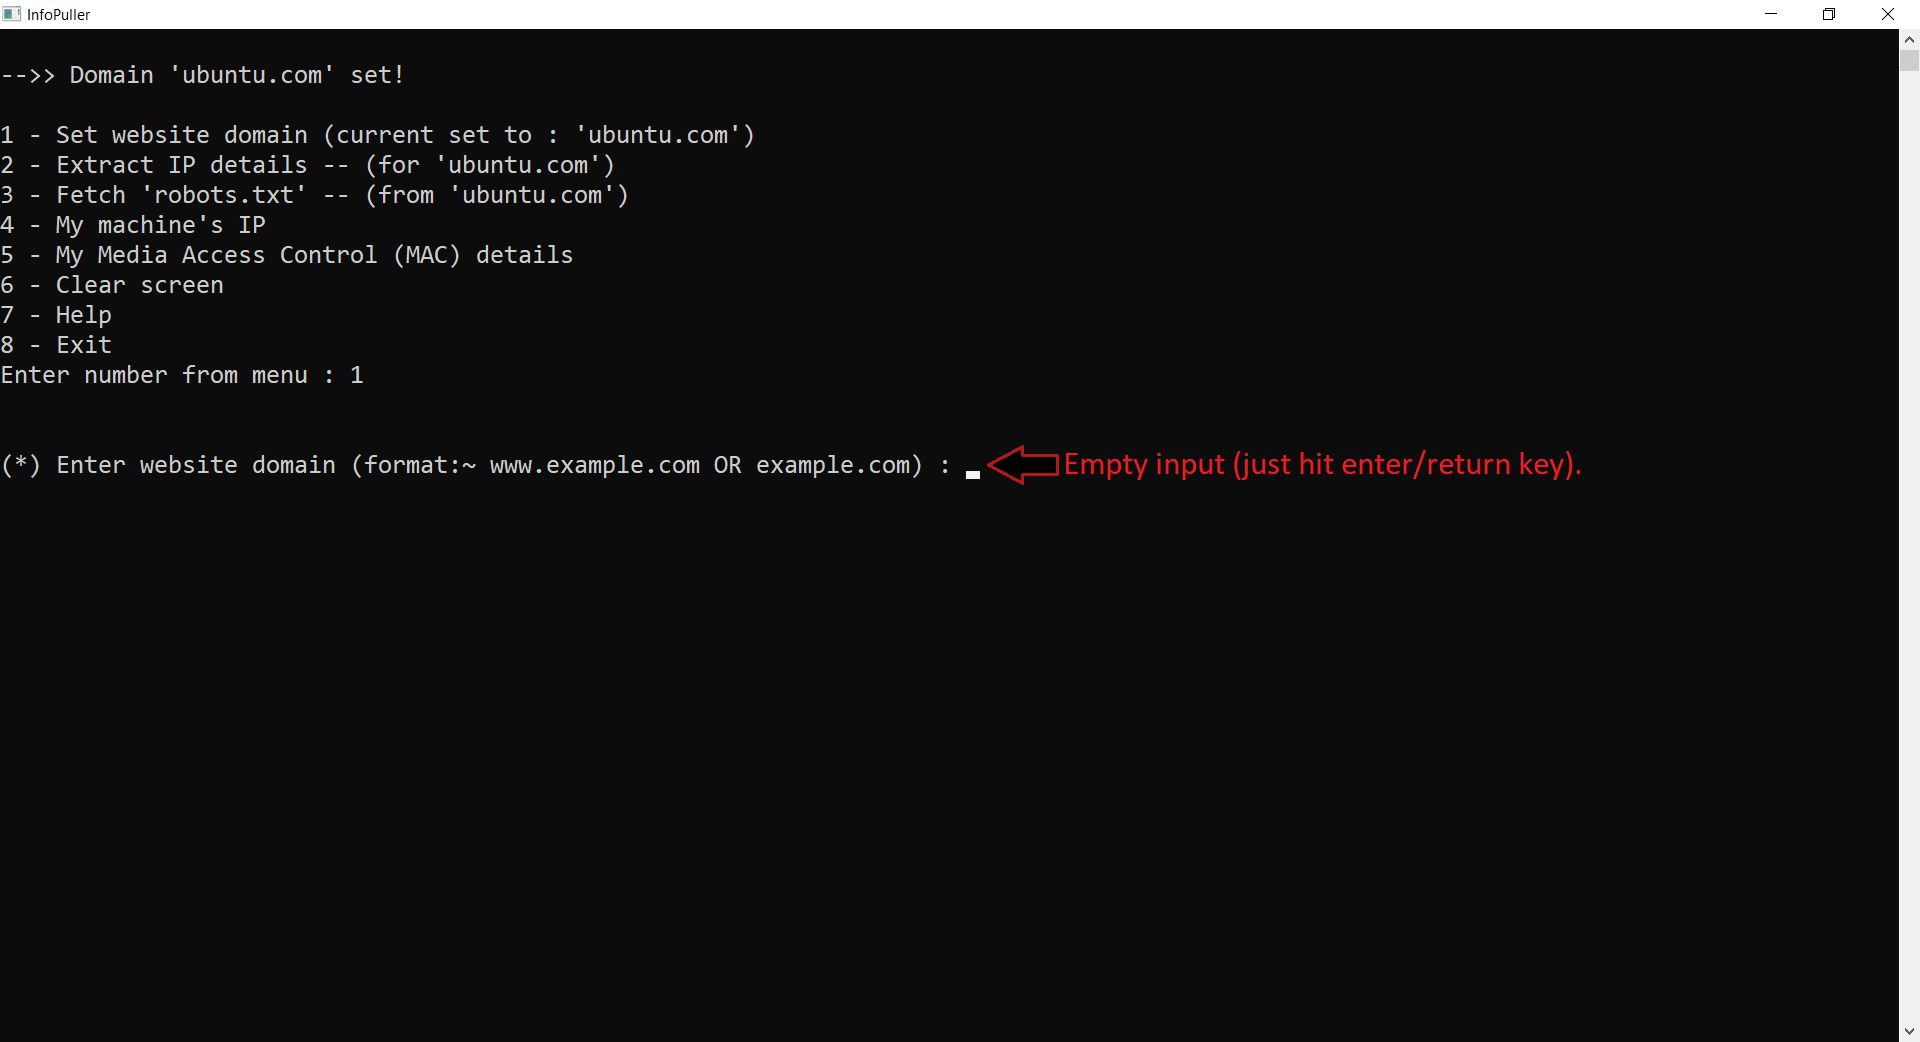 InfoPuller
-->> Domain 'ubuntu.com' set!
1 - Set website domain (current set to : 'ubuntu.com')
2 - Extract IP details -- (for 'ubuntu.com')
3 - Fetch 'robots.txt' -- (from 'ubuntu.com')
4 - My machine's IP
5 - My Media Access Control (MAC) details
6 - Clear screen
7 - Help
8 - Exit
Enter number from menu : 1
(*) Enter website domain (format:~ www.example.com OR example.com) : Empty input (just hit enter/return key).